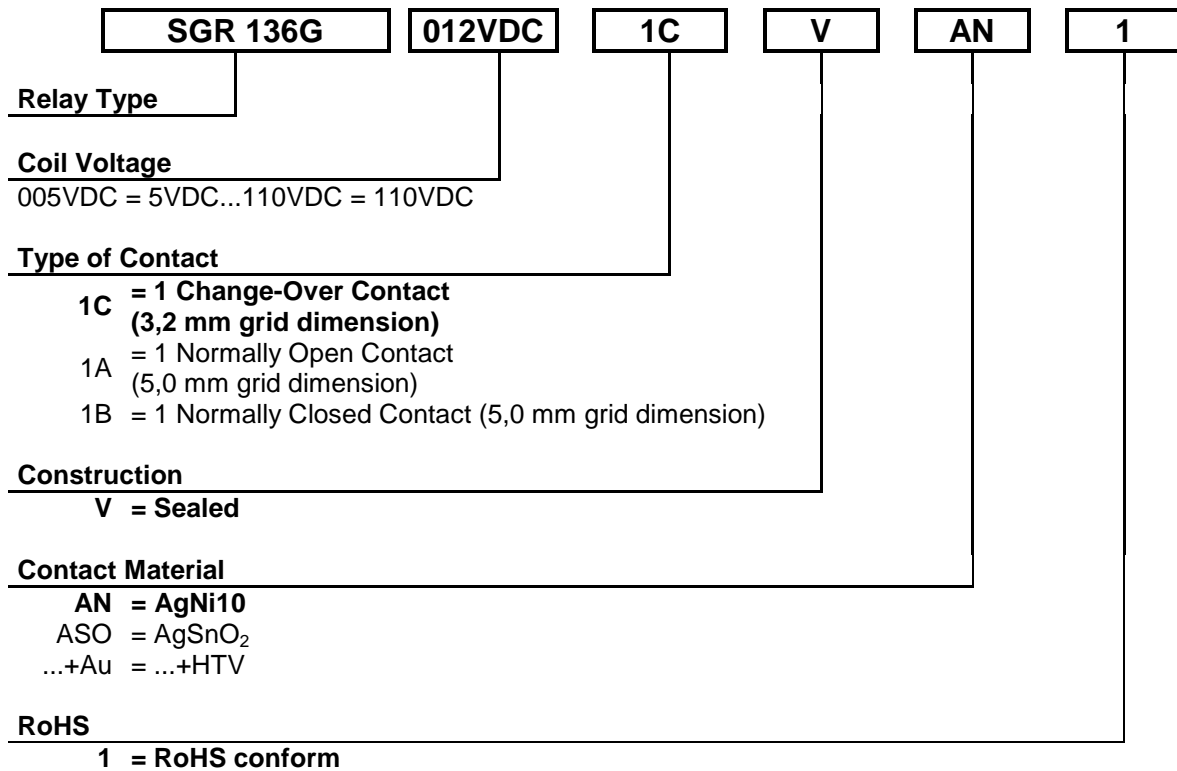 SGR 136G 012VDC 1C V AN 1
Relay Type
Coil Voltage
005VDC = 5VDC...110VDC = 110VDC
Type of Contact
1C = 1 Change-Over Contact
(3,2 mm grid dimension)
1A = 1 Normally Open Contact
(5,0 mm grid dimension)
1B = 1 Normally Closed Contact (5,0 mm grid dimension)
Construction
V = Sealed
Contact Material
AN = AgNi10
ASO = AgSnO₂
...+Au = ...+HTV
RoHS
1 = RoHS conform